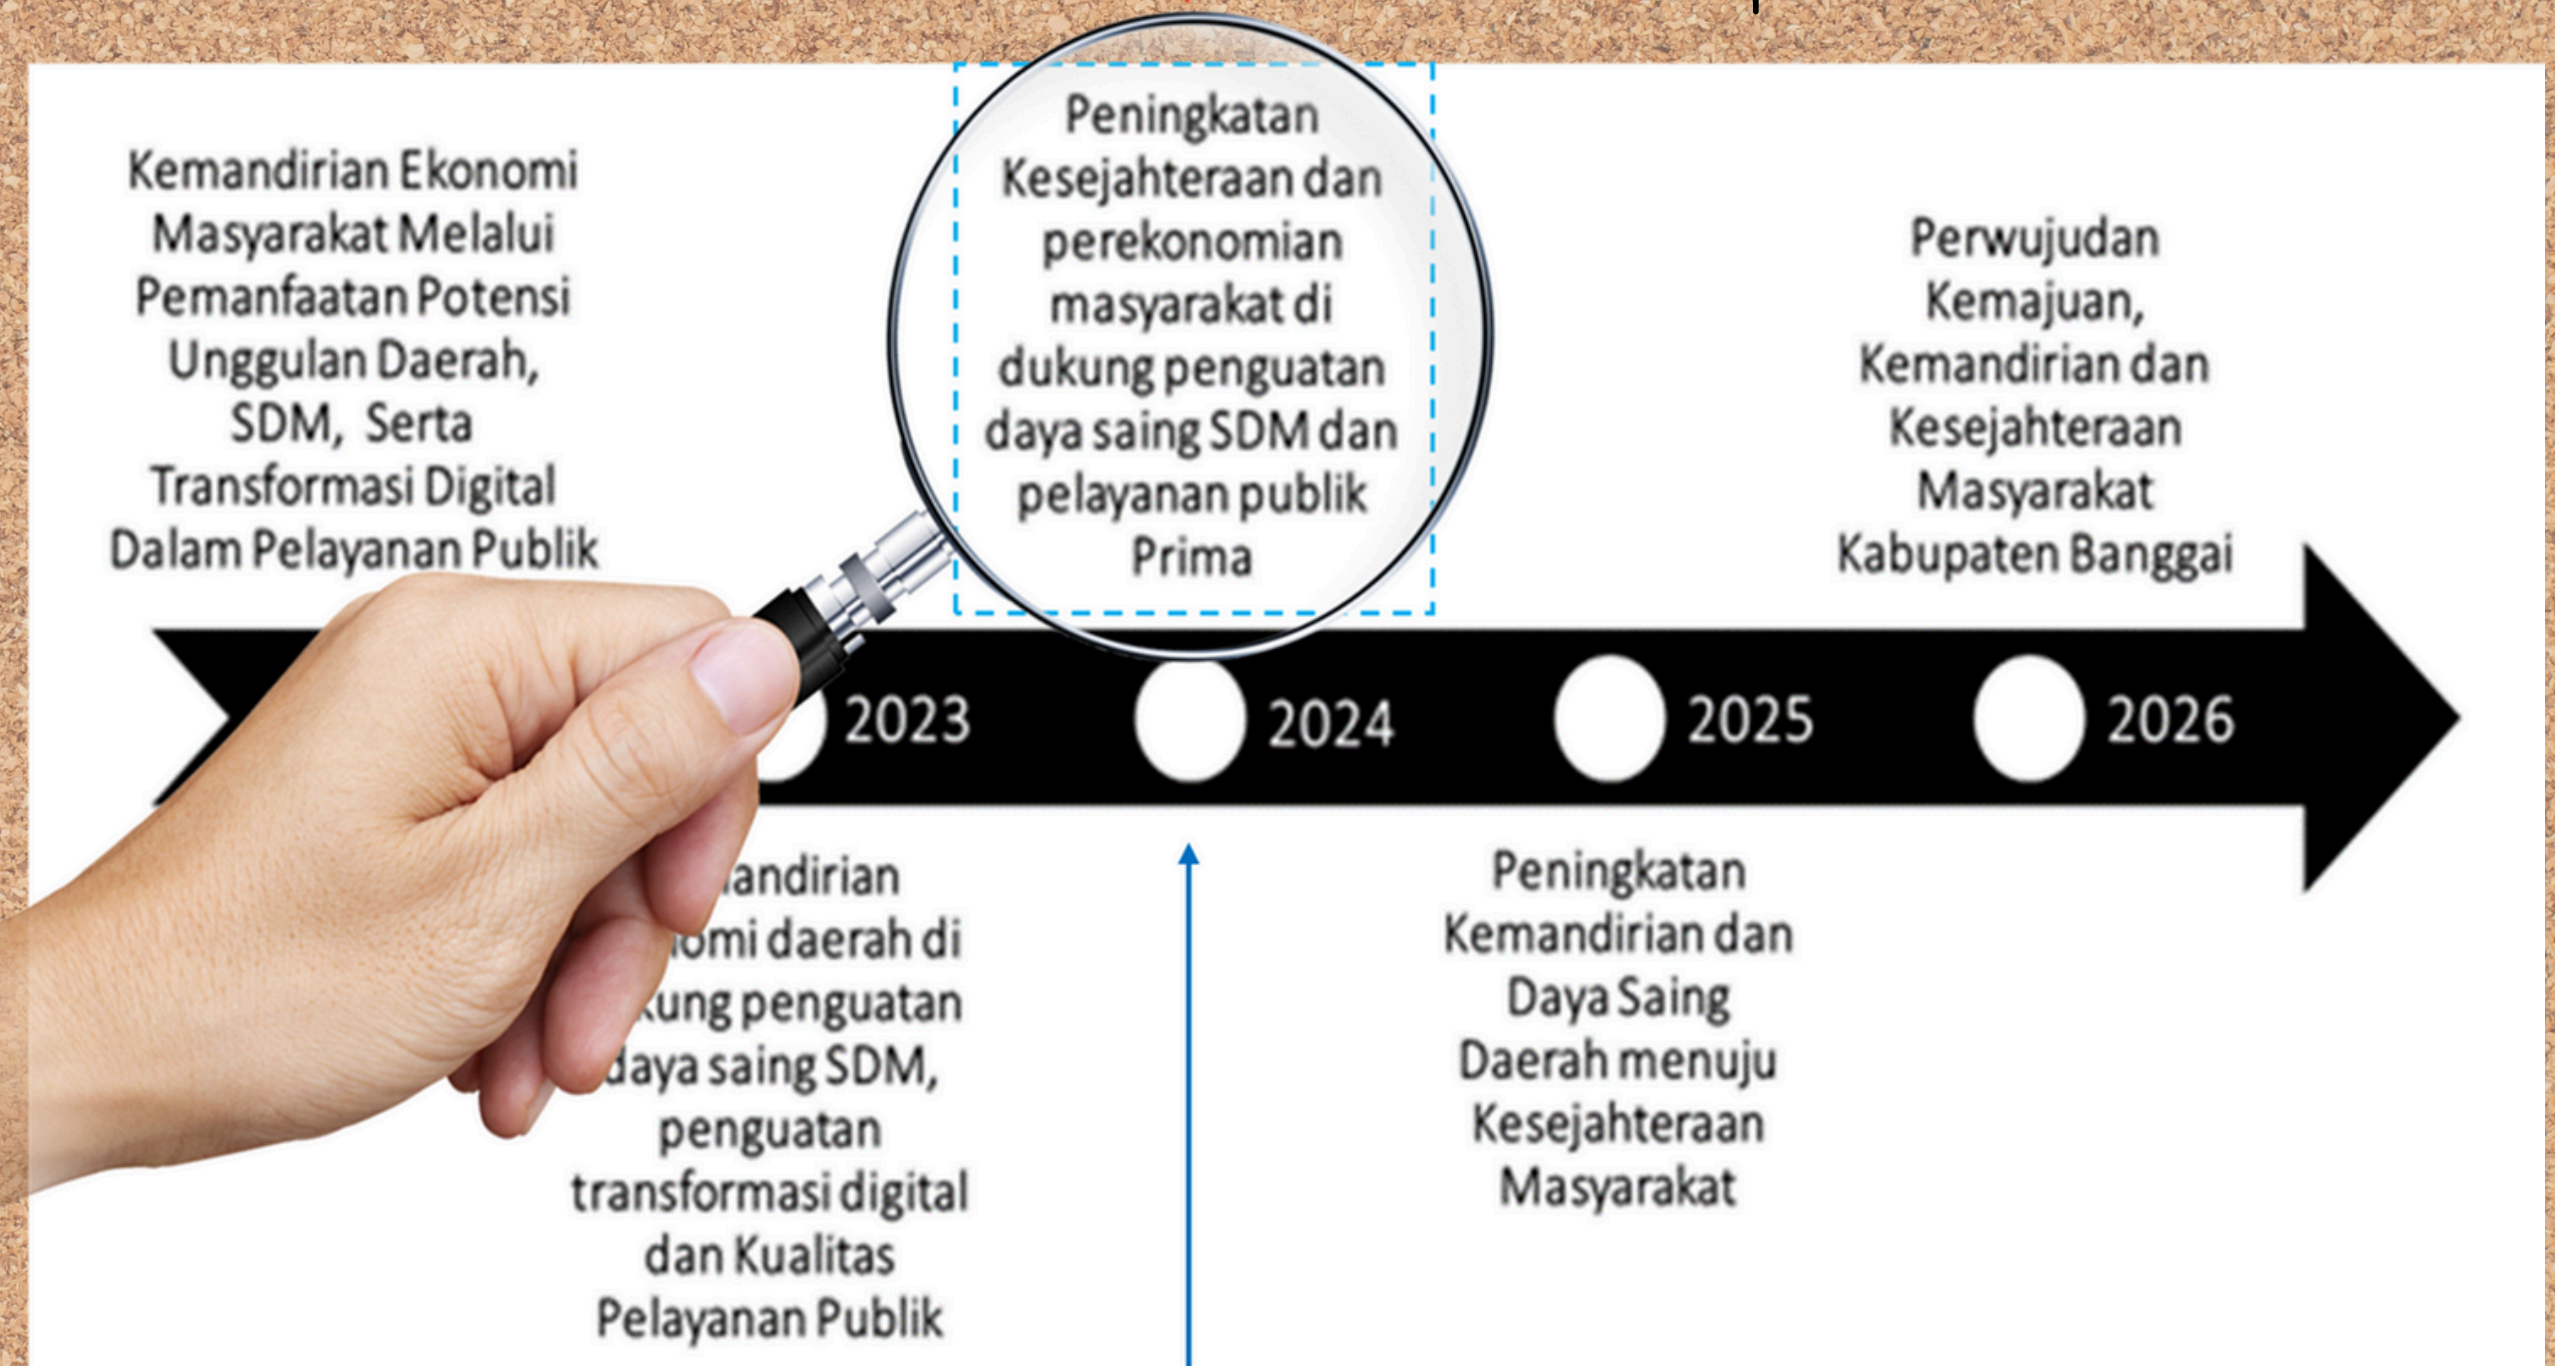 Kemandirian Ekonomi
Masyarakat Melalui
Pemanfaatan Potensi
Unggulan Daerah,
SDM, Serta
Transformasi Digital
Dalam Pelayanan Publik
Peningkatan
Kesejahteraan dan
perekonomian
masyarakat di
dukung penguatan
daya saing SDM dan
pelayanan publik
Prima
Perwujudan
Kemajuan,
Kemandirian dan
Kesejahteraan
Masyarakat
Kabupaten Banggai
2023
2024
2025
2026
daerah di
penguatan
daya saing SDM,
penguatan
transformasi digital
dan Kualitas
Pelayanan Publik
Peningkatan
Kemandirian dan
Daya Saing
Daerah menuju
Kesejahteraan
Masyarakat